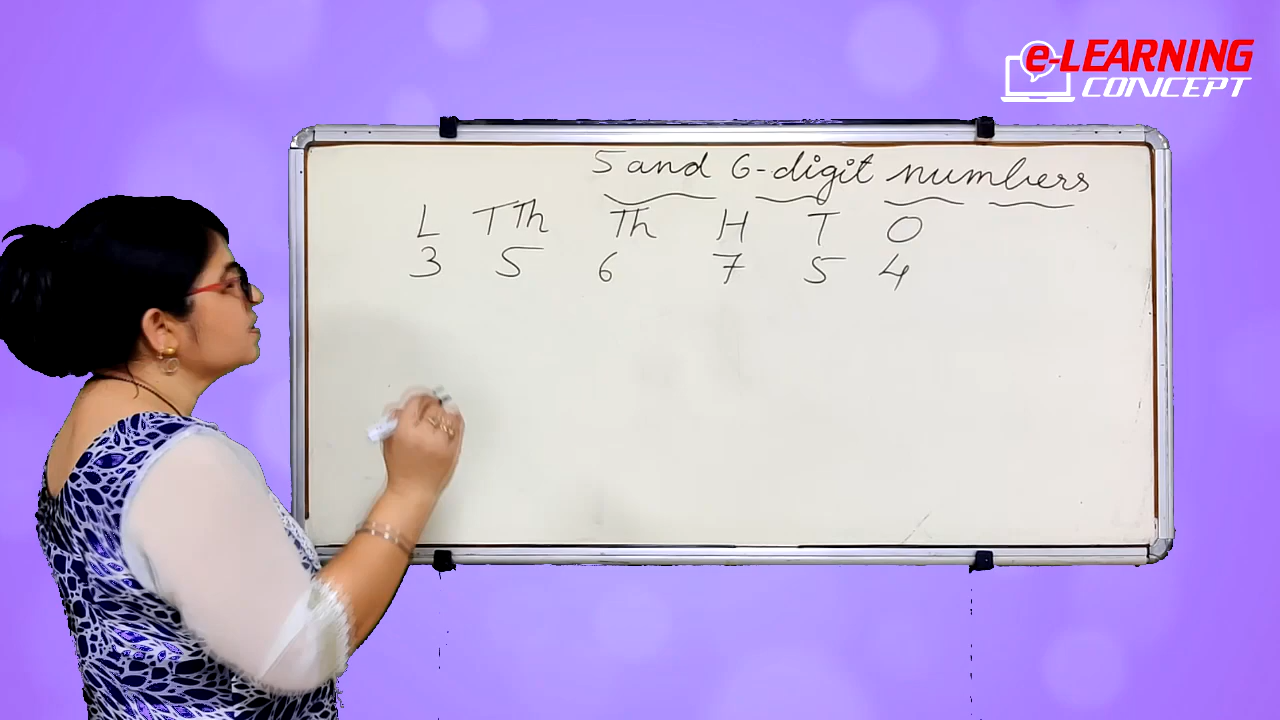 e-LEARNING
CONCEPT
5 and 6-digit numbers
L TTh Th H T O
3 5 6 7 5 4